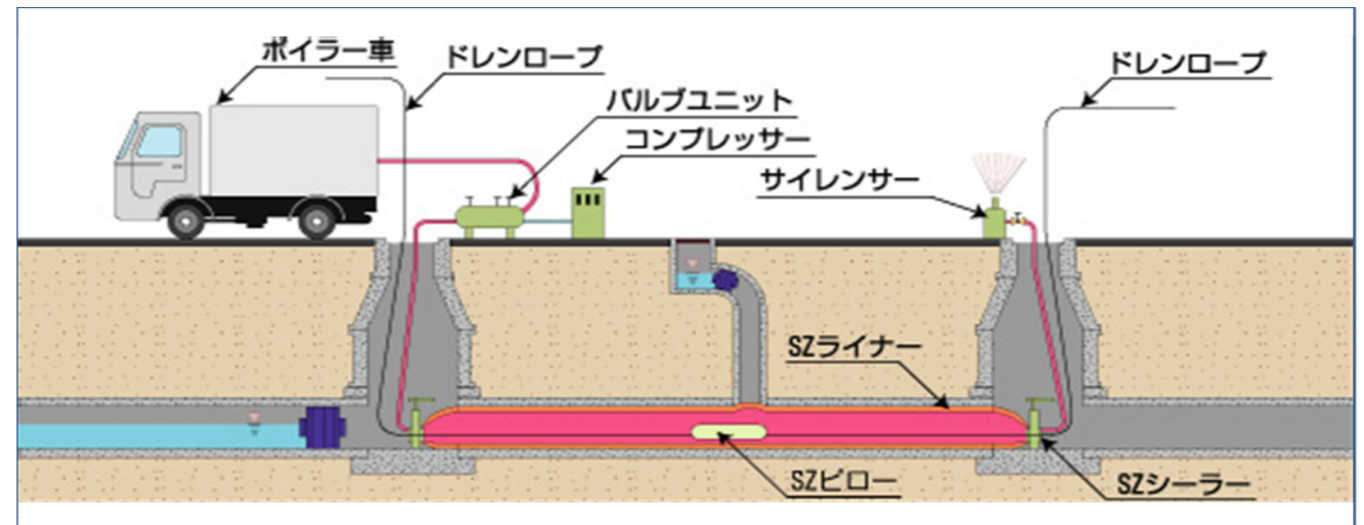 ボイラー車
ドレンロープ
バルブユニット
コンプレッサー
サイレンサー
ドレンロープ
SZライナー
SZピロー
SZシーラー